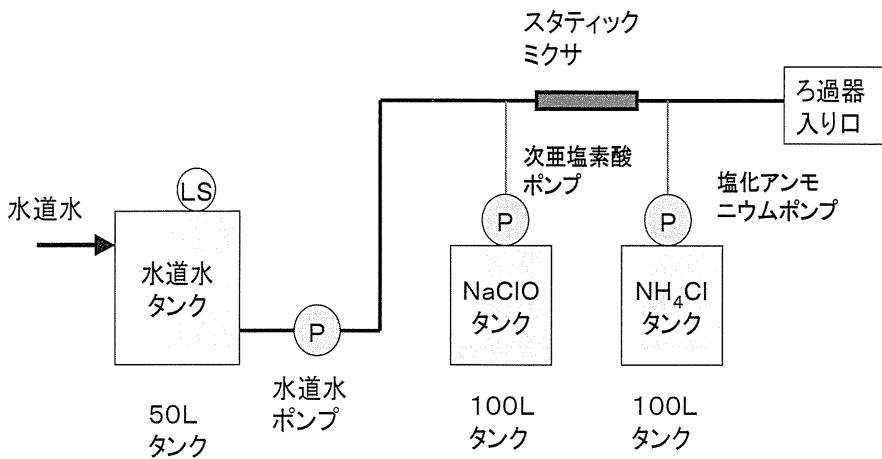 スタティック
ミクサ
ろ過器
入り口
次亜塩素酸
ポンプ
塩化アンモ
ニウムポンプ
LS
水道水
P
P
水道水
タンク
NaClO
タンク
NH₄Cl
タンク
P
水道水
ポンプ
50L
タンク
100L
タンク
100L
タンク